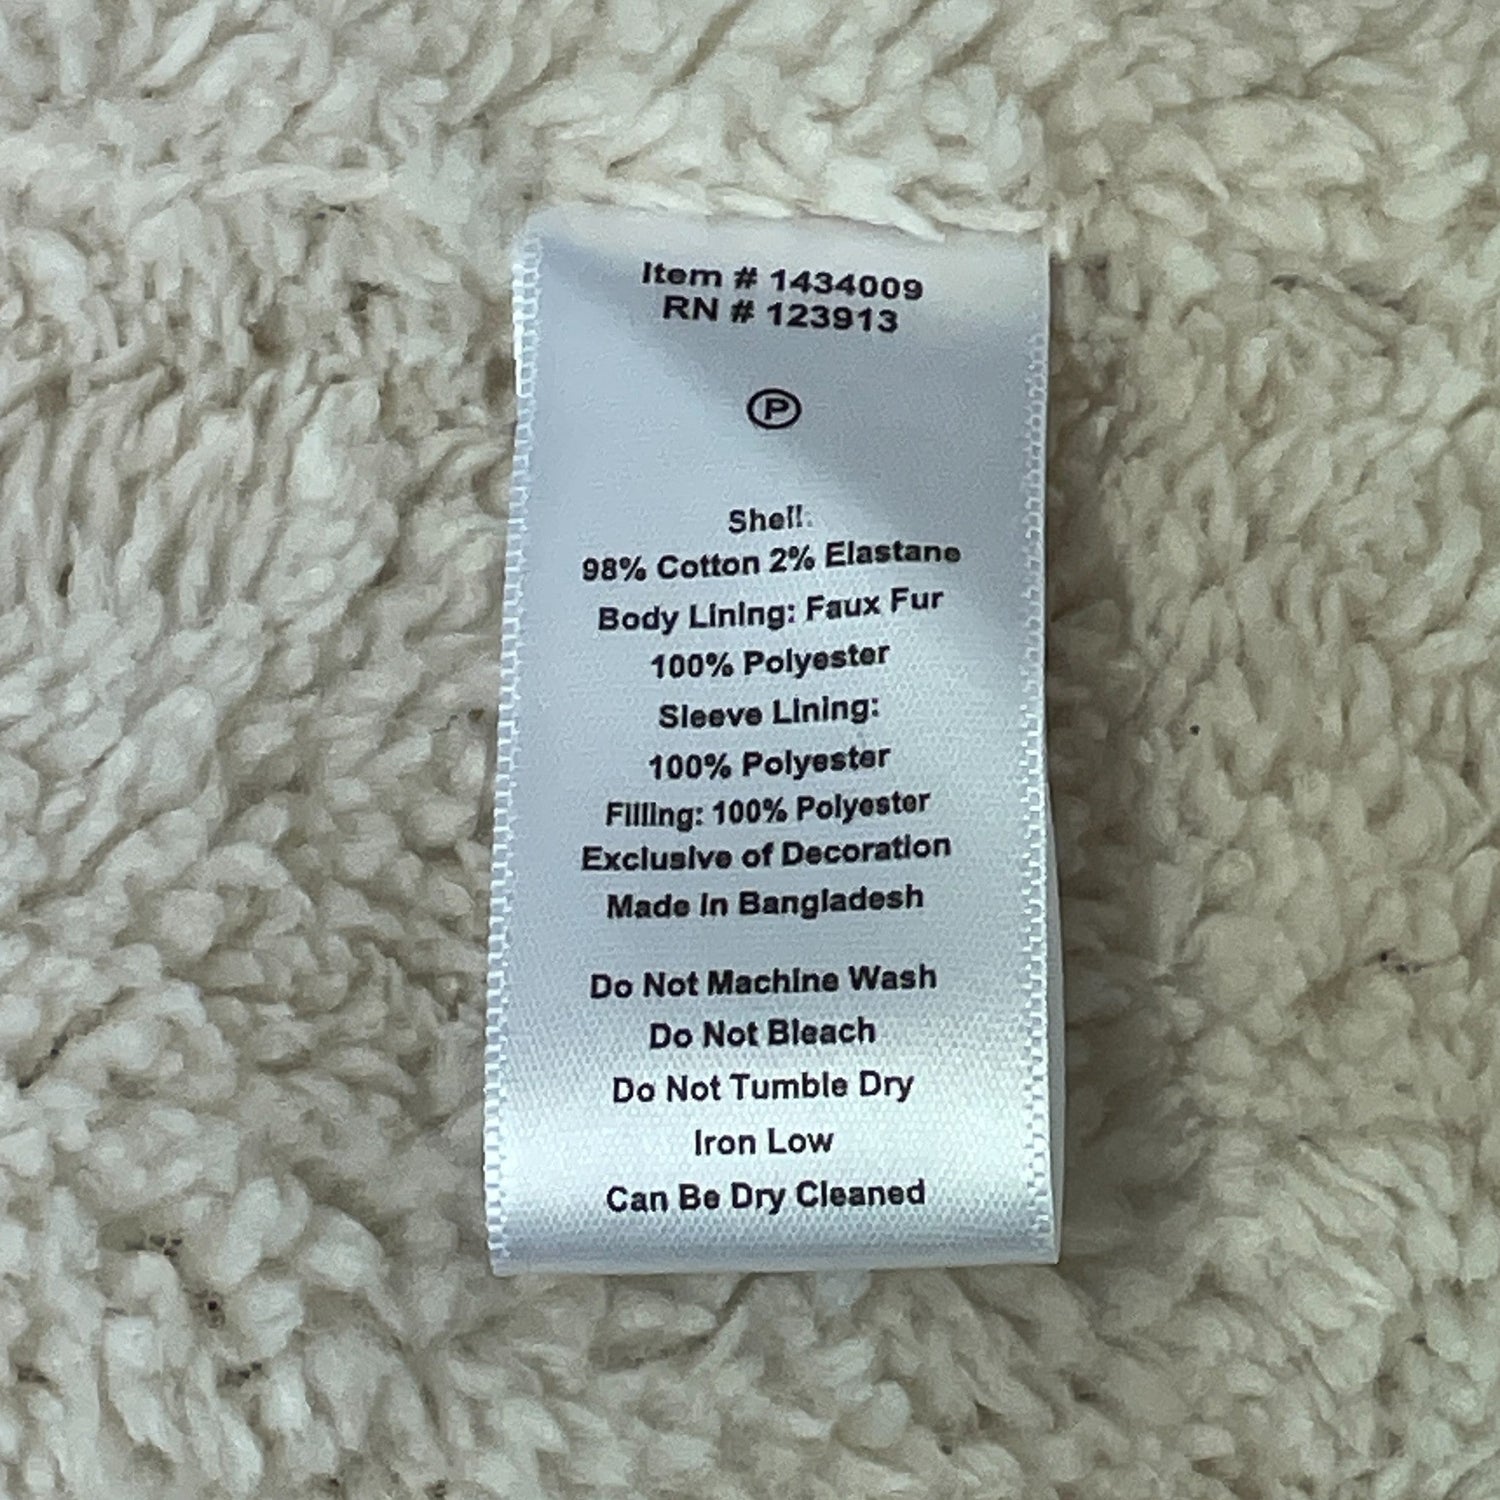 Item # 1434009
RN # 123913
P
Shell:
98% Cotton 2% Elastane
Body Lining: Faux Fur
100% Polyester
Sleeve Lining:
100% Polyester
Filling: 100% Polyester
Exclusive of Decoration
Made in Bangladesh
Do Not Machine Wash
Do Not Bleach
Do Not Tumble Dry
Iron Low
Can Be Dry Cleaned